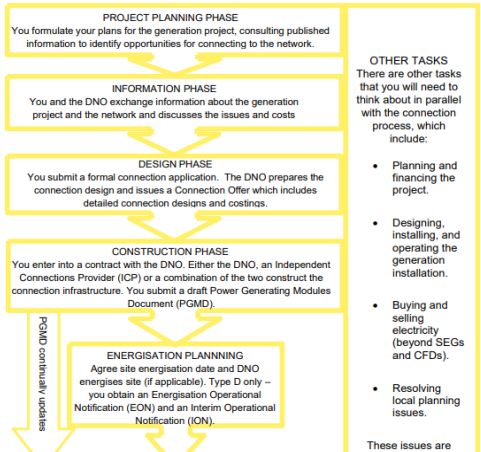 PROJECT PLANNING PHASE
You formulate your plans for the generation project, consulting published
information to identify opportunities for connecting to the network.
INFORMATION PHASE
You and the DNO exchange information about the generation
project and the network and discusses the issues and costs
DESIGN PHASE
You submit a formal connection application. The DNO prepares the
connection design and issues a Connection Offer which includes
detailed connection designs and costings.
CONSTRUCTION PHASE
You enter into a contract with the DNO. Either the DNO, an Independent
Connections Provider (ICP) or a combination of the two construct the
connection infrastructure. You submit a draft Power Generating Modules
Document (PGMD).
PGMD continually updates
ENERGISATION PLANNNING
Agree site energisation date and DNO
energises site (if applicable). Type D only –
you obtain an Energisation Operational
Notification (EON) and an Interim Operational
Notification (ION).
OTHER TASKS
There are other tasks
that you will need to
think about in parallel
with the connection
process, which
include:
• Planning and
financing the
project.
• Designing,
installing, and
operating the
generation
installation.
• Buying and
selling
electricity
(beyond SEGs
and CFDs).
• Resolving
local planning
issues.
These issues are